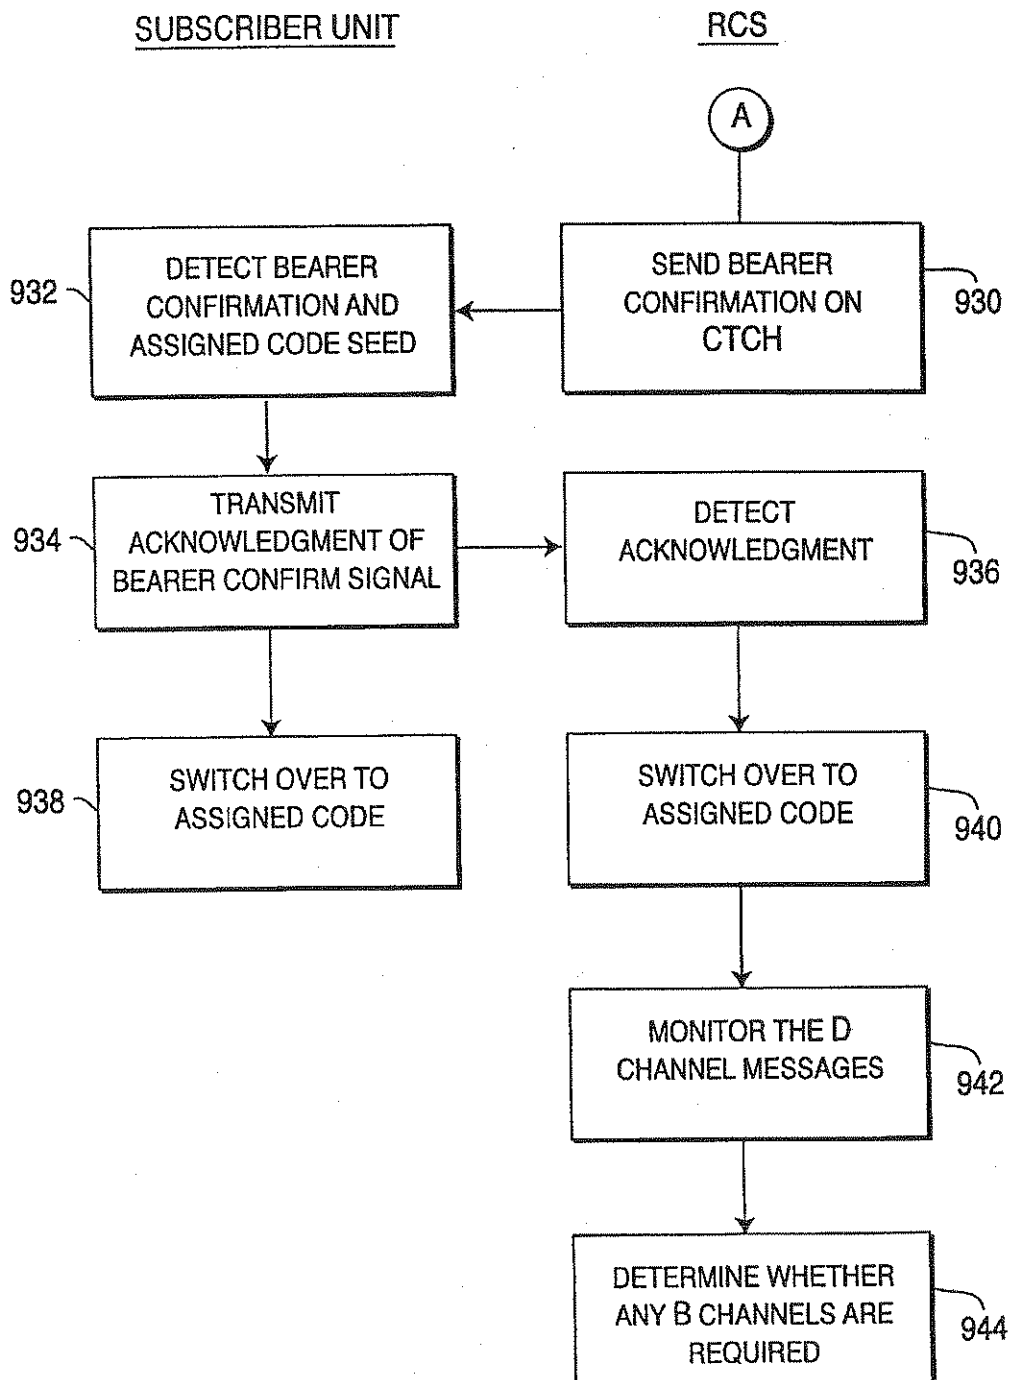 SUBSCRIBER UNIT
RCS
A
932
DETECT BEARER
CONFIRMATION AND
ASSIGNED CODE SEED
SEND BEARER
CONFIRMATION ON
CTCH
930
934
TRANSMIT
ACKNOWLEDGMENT OF
BEARER CONFIRM SIGNAL
DETECT
ACKNOWLEDGMENT
936
938
SWITCH OVER TO
ASSIGNED CODE
SWITCH OVER TO
ASSIGNED CODE
940
MONITOR THE D
CHANNEL MESSAGES
942
DETERMINE WHETHER
ANY B CHANNELS ARE
REQUIRED
944